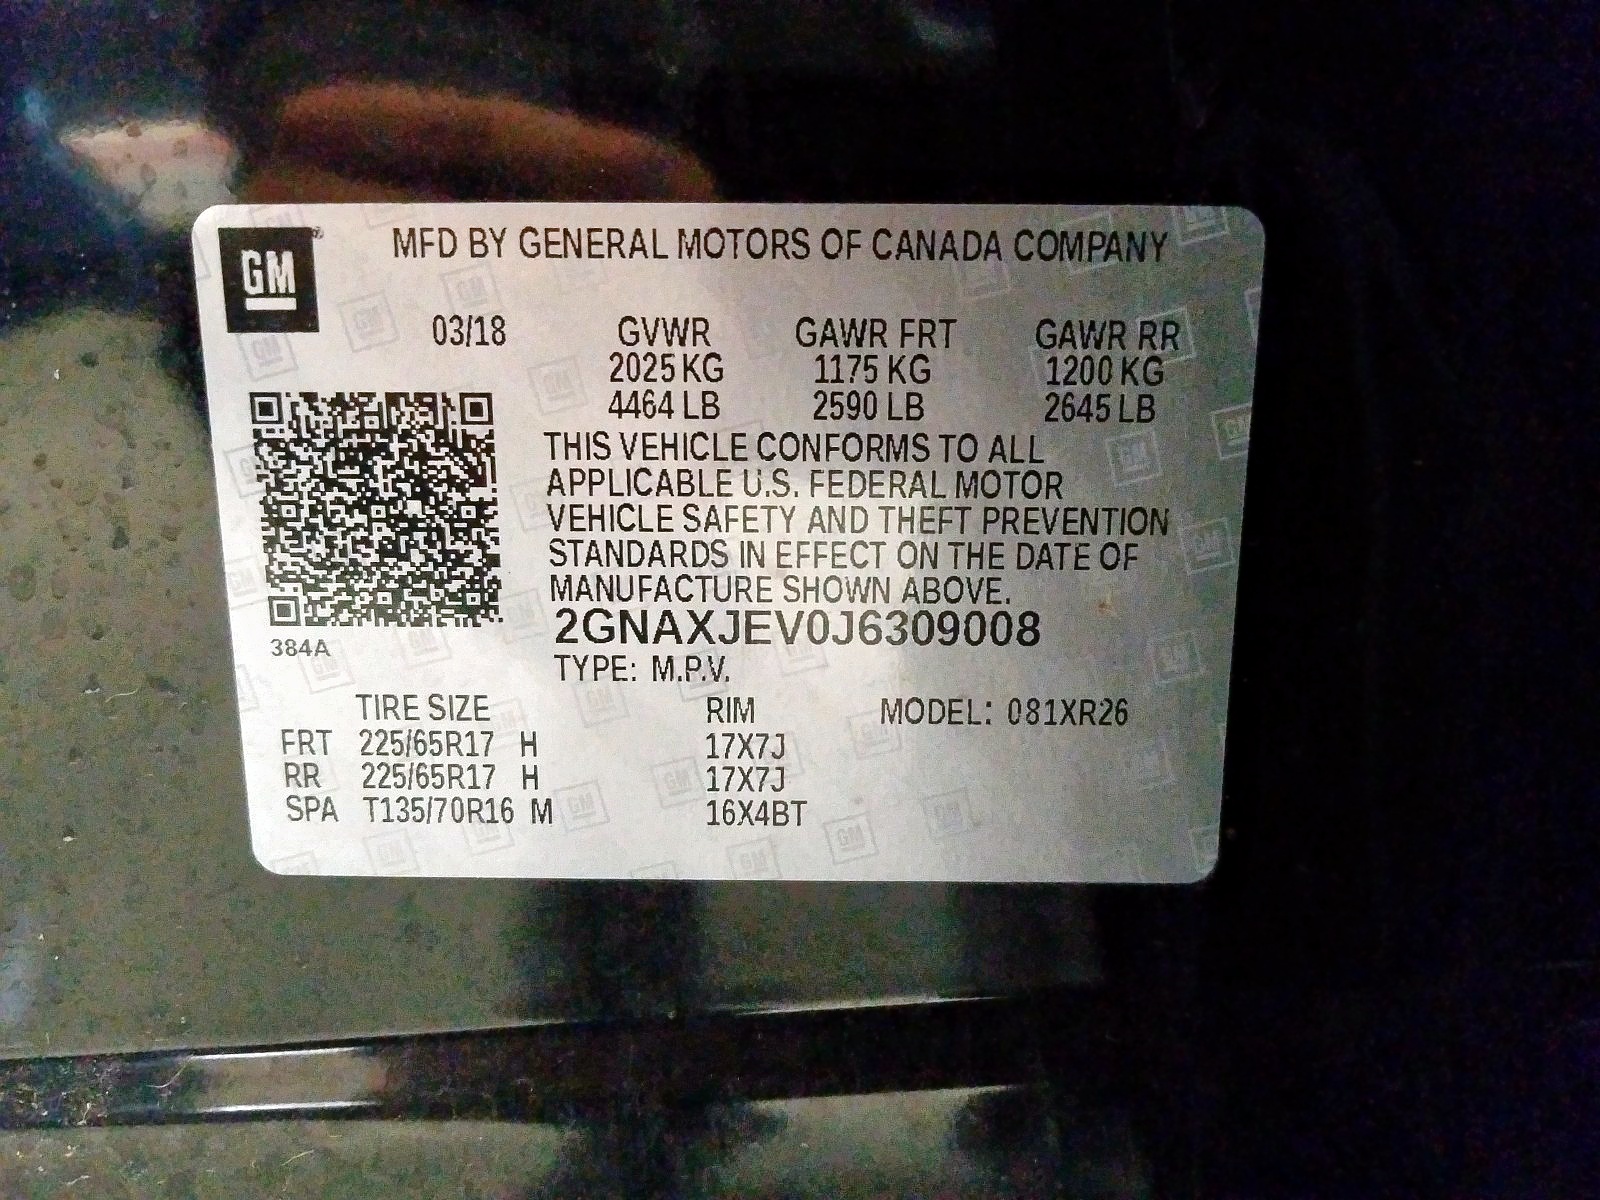 GM
MFD BY GENERAL MOTORS OF CANADA COMPANY
03/18 GVWR GAWR FRT GAWR RR
2025 KG 1175 KG 1200 KG
4464 LB 2590 LB 2645 LB
THIS VEHICLE CONFORMS TO ALL
APPLICABLE U.S. FEDERAL MOTOR
VEHICLE SAFETY AND THEFT PREVENTION
STANDARDS IN EFFECT ON THE DATE OF
MANUFACTURE SHOWN ABOVE.
2GNAXJEV0J6309008
384A
TYPE: M.P.V.
TIRE SIZE RIM MODEL: 081XR26
FRT 225/65R17 H 17X7J
RR 225/65R17 H 17X7J
SPA T135/70R16 M 16X4BT